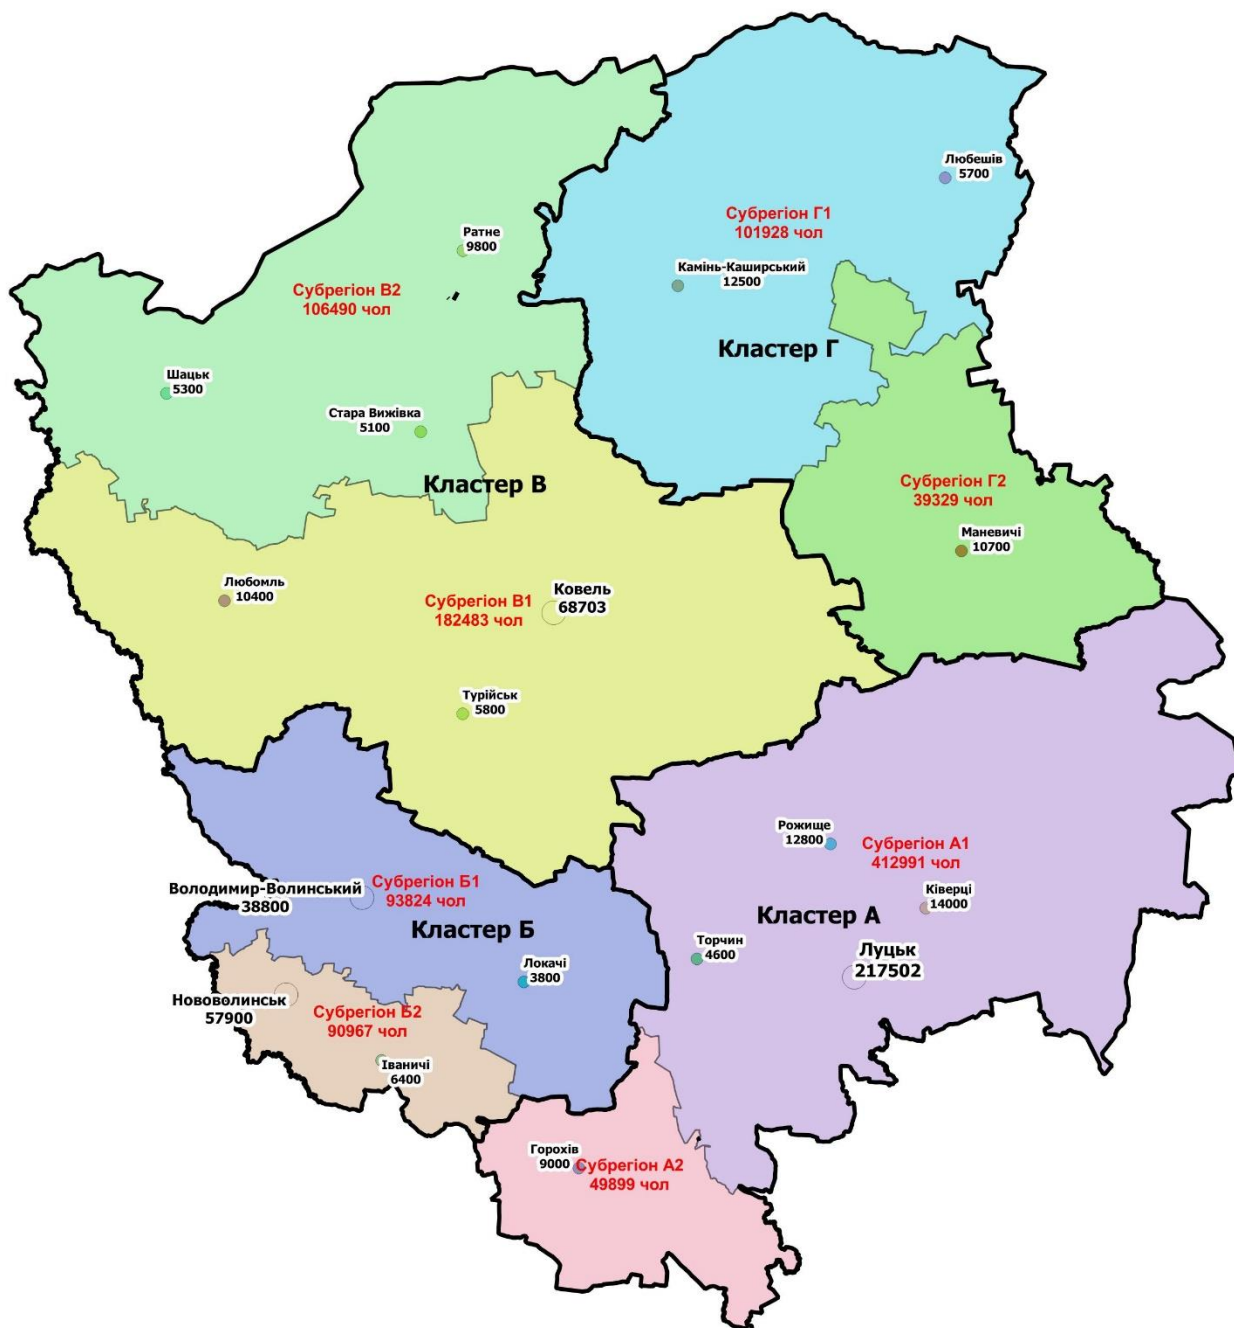 Любешів
5700
Субрегіон Г1
101928 чол
Ратне
9800
Камінь-Каширський
12500
Субрегіон В2
106490 чол
Кластер Г
Шацьк
5300
Стара Вижівка
5100
Кластер В
Субрегіон Г2
39329 чол
Маневичі
10700
Любомль
10400
Субрегіон В1
182483 чол
Ковель
68703
Турійськ
5800
Рожище
12800
Субрегіон А1
412991 чол
Володимир-Волинський
38800
Субрегіон Б1
93824 чол
Ківерці
14000
Кластер А
Кластер Б
Торчин
4600
Луцьк
217502
Локачі
3800
Нововолинськ
57900
Субрегіон Б2
90967 чол
Іваничі
6400
Горохів
9000
Субрегіон А2
49899 чол